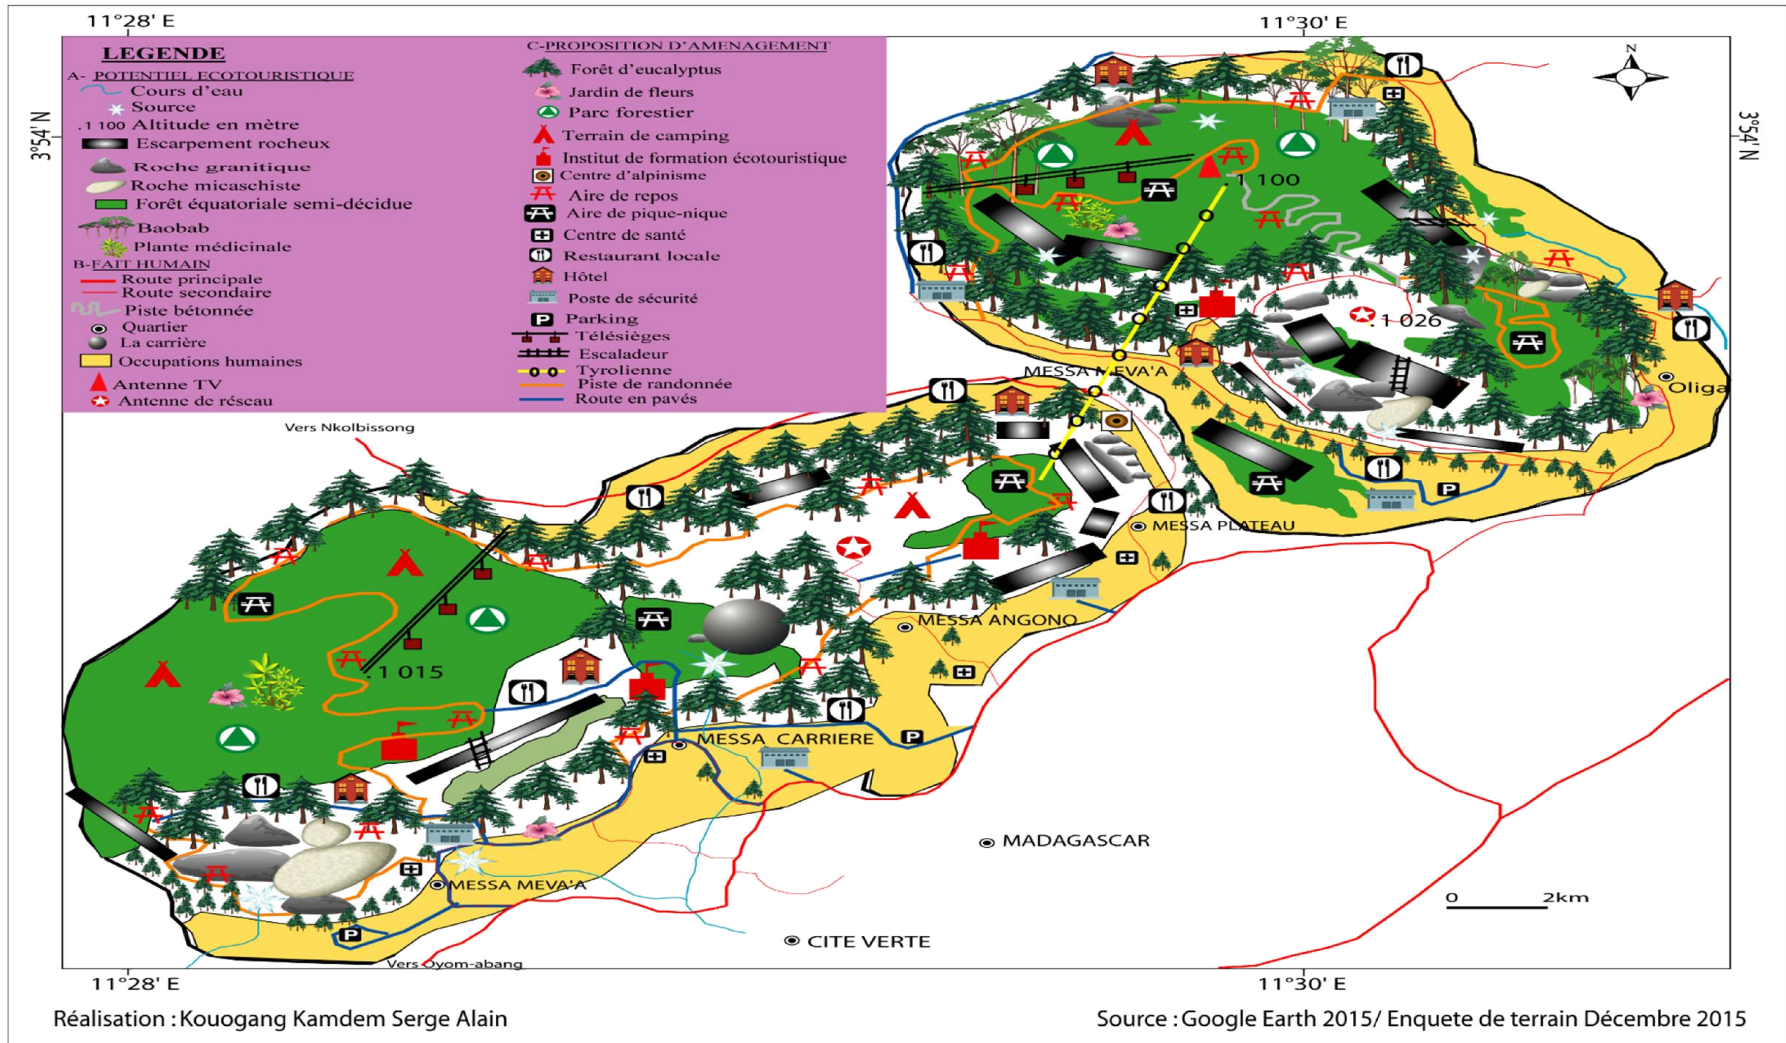 11°28' E
11°30' E
3°54' N
3°54' N
N
LEGENDE
A- POTENTIEL ECOTOURISTIQUE
Cours d'eau
Source
. 1 100 Altitude en mètre
Escarpement rocheux
Roche granitique
Roche micaschiste
Forêt équatoriale semi-décidue
Baobab
Plante médicinale
B-FAIT HUMAIN
Route principale
Route secondaire
Piste bétonnée
Quartier
La carrière
Occupations humaines
Antenne TV
Antenne de réseau
C-PROPOSITION D'AMENAGEMENT
Forêt d'eucalyptus
Jardin de fleurs
Parc forestier
Terrain de camping
Institut de formation écotouristique
Centre d'alpinisme
Aire de repos
Aire de pique-nique
Centre de santé
Restaurant locale
Hôtel
Poste de sécurité
P Parking
Télésièges
Escaladeur
Tyrolienne
Piste de randonnée
Route en pavés
. 1 100
. 1 026
MESSA MEVA'A
Oliga
Vers Nkolbissong
P
MESSA PLATEAU
MESSA ANGONO
. 1 015
MESSA CARRIERE
P
MADAGASCAR
MESSA MEVA'A
P
CITE VERTE
Vers Oyom-abang
0 2km
11°28' E
11°30' E
Réalisation : Kouogang Kamdem Serge Alain
Source : Google Earth 2015/ Enquete de terrain Décembre 2015